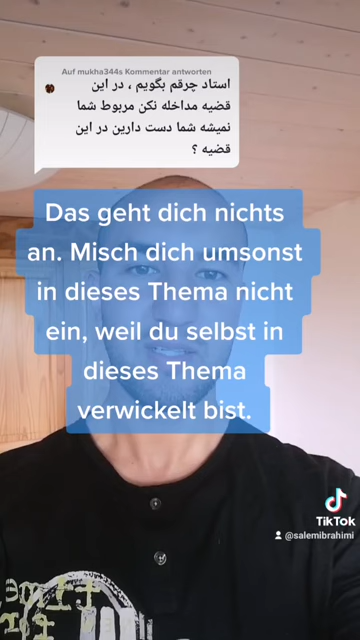 Auf mukha344s Kommentar antworten
استاد چرقم بگویم ، در این
قضیه مداخله نکن مربوط شما
نمیشه شما دست دارین در این
قضیه ؟
Das geht dich nichts
an. Misch dich umsonst
in dieses Thema nicht
ein, weil du selbst in
dieses Thema
verwickelt bist.
TikTok
@salemibrahimi